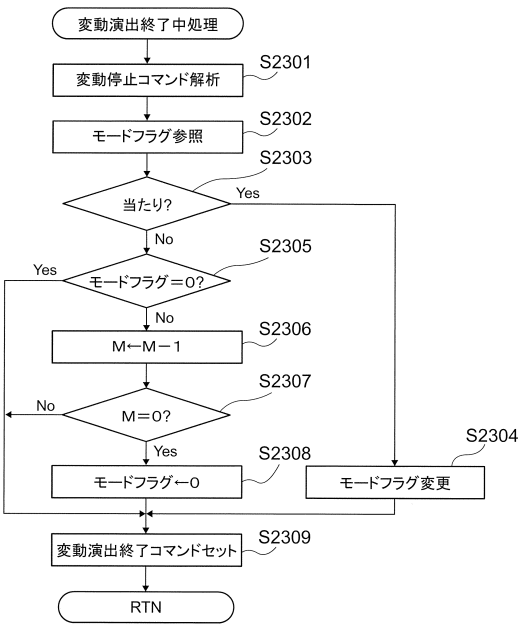 変動演出終了中処理
変動停止コマンド解析
S2301
モードフラグ参照
S2302
当たり?
S2303
Yes
No
モードフラグ=0?
S2305
Yes
No
M←M-1
S2306
M=0?
S2307
No
Yes
モードフラグ←0
S2308
モードフラグ変更
S2304
変動演出終了コマンドセット
S2309
RTN